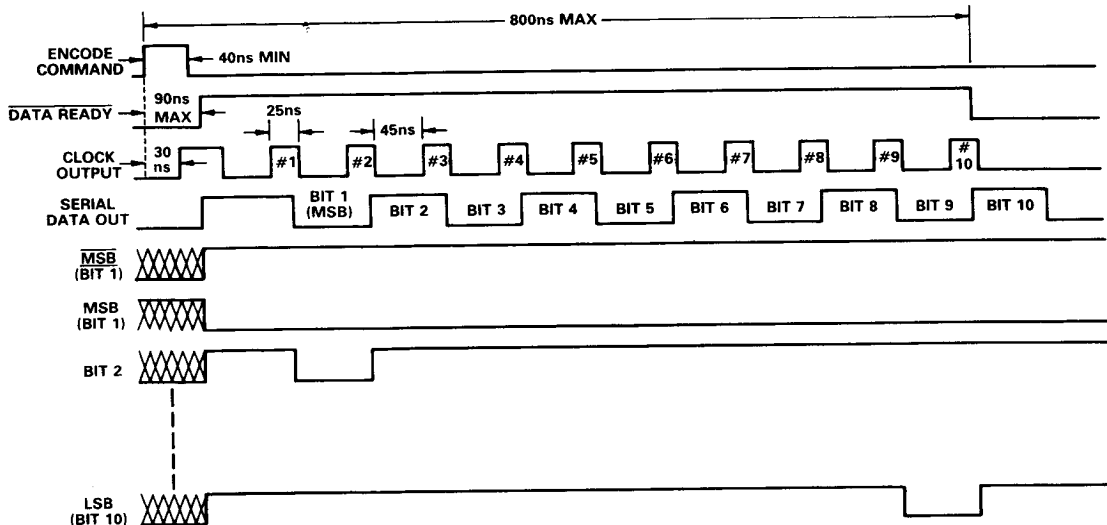 800ns MAX
ENCODE
COMMAND
40ns MIN
DATA READY
90ns
MAX
25ns
45ns
CLOCK
OUTPUT
30
ns
#1
#2
#3
#4
#5
#6
#7
#8
#9
#
10
SERIAL
DATA OUT
BIT 1
(MSB)
BIT 2
BIT 3
BIT 4
BIT 5
BIT 6
BIT 7
BIT 8
BIT 9
BIT 10
MSB
(BIT 1)
MSB
(BIT 1)
BIT 2
LSB
(BIT 10)